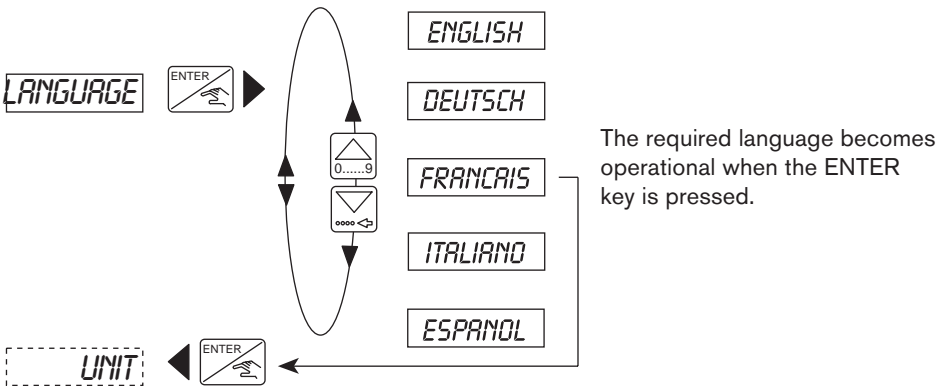 LANGUAGE
ENTER
0......9
ENGLISH
DEUTSCH
FRANCAIS
ITALIANO
ESPANOL
The required language becomes
operational when the ENTER
key is pressed.
UNIT
ENTER